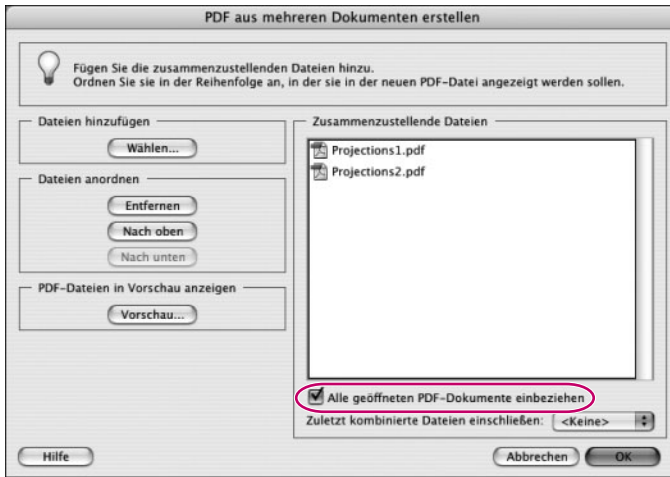 PDF aus mehreren Dokumenten erstellen
Fügen Sie die zusammenzustellenden Dateien hinzu.
Ordnen Sie sie in der Reihenfolge an, in der sie in der neuen PDF-Datei angezeigt werden sollen.
Dateien hinzufügen
Wählen...
Dateien anordnen
Entfernen
Nach oben
Nach unten
PDF-Dateien in Vorschau anzeigen
Vorschau...
Zusammenzustellende Dateien
Projections1.pdf
Projections2.pdf
Alle geöffneten PDF-Dokumente einbeziehen
Zuletzt kombinierte Dateien einschließen: <Keine>
Hilfe
Abbrechen
OK